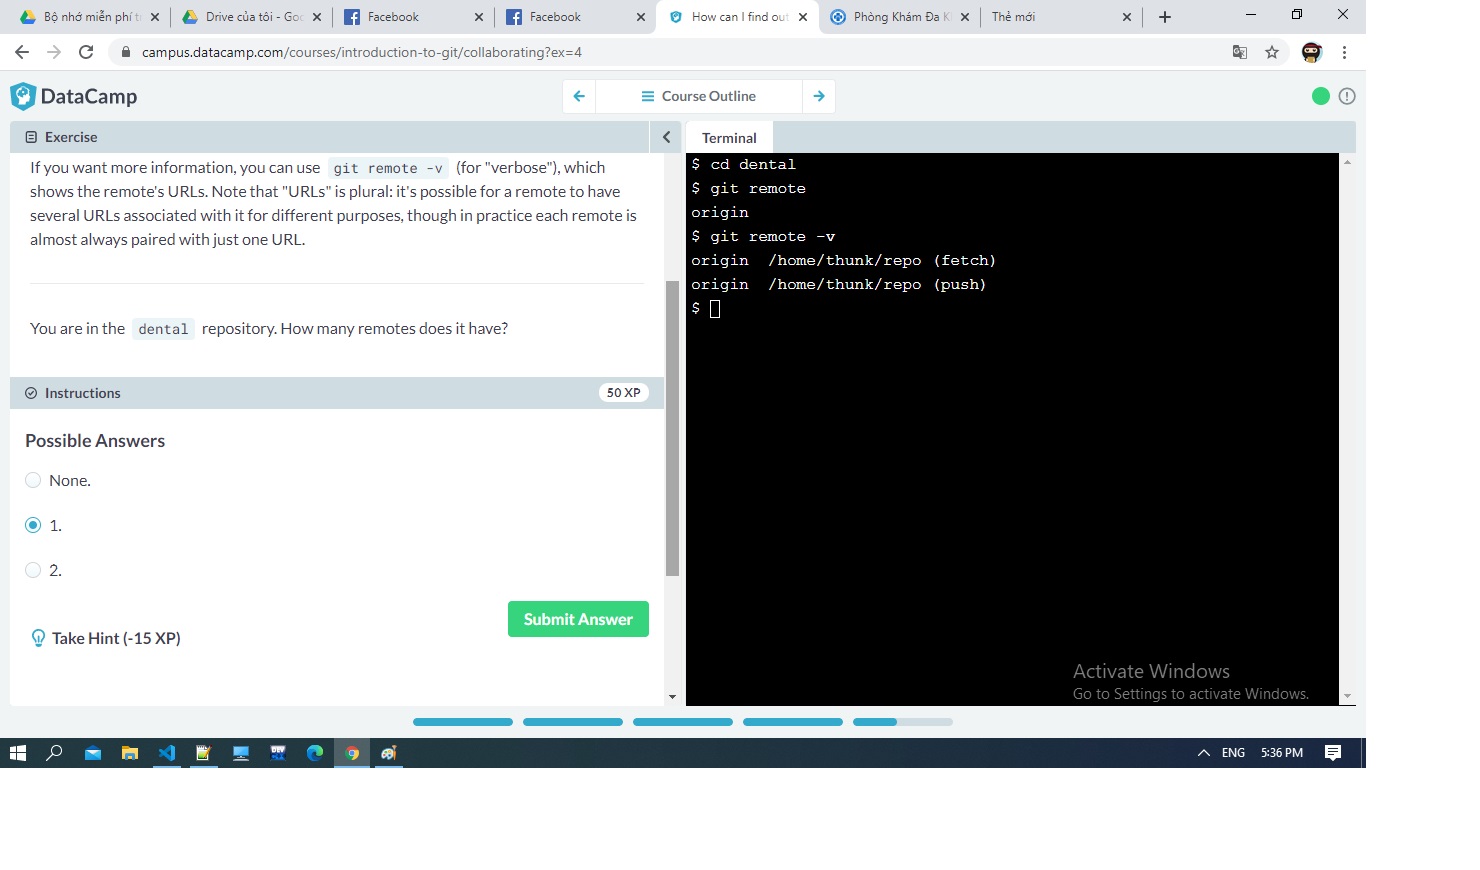 Bộ nhớ miễn phí t
Drive của tôi - Goo
Facebook
Facebook
How can I find out
Phòng Khám Đa K
Thẻ mới
campus.datacamp.com/courses/introduction-to-git/collaborating?ex=4
DataCamp
Course Outline
Exercise
If you want more information, you can use git remote -v (for "verbose"), which
shows the remote's URLs. Note that "URLs" is plural: it's possible for a remote to have
several URLs associated with it for different purposes, though in practice each remote is
almost always paired with just one URL.
You are in the dental repository. How many remotes does it have?
Instructions
50 XP
Possible Answers
None.
1.
2.
Submit Answer
Take Hint (-15 XP)
Terminal
$ cd dental
$ git remote
origin
$ git remote -v
origin /home/thunk/repo (fetch)
origin /home/thunk/repo (push)
$
Activate Windows
Go to Settings to activate Windows.
DEV
ENG
5:36 PM